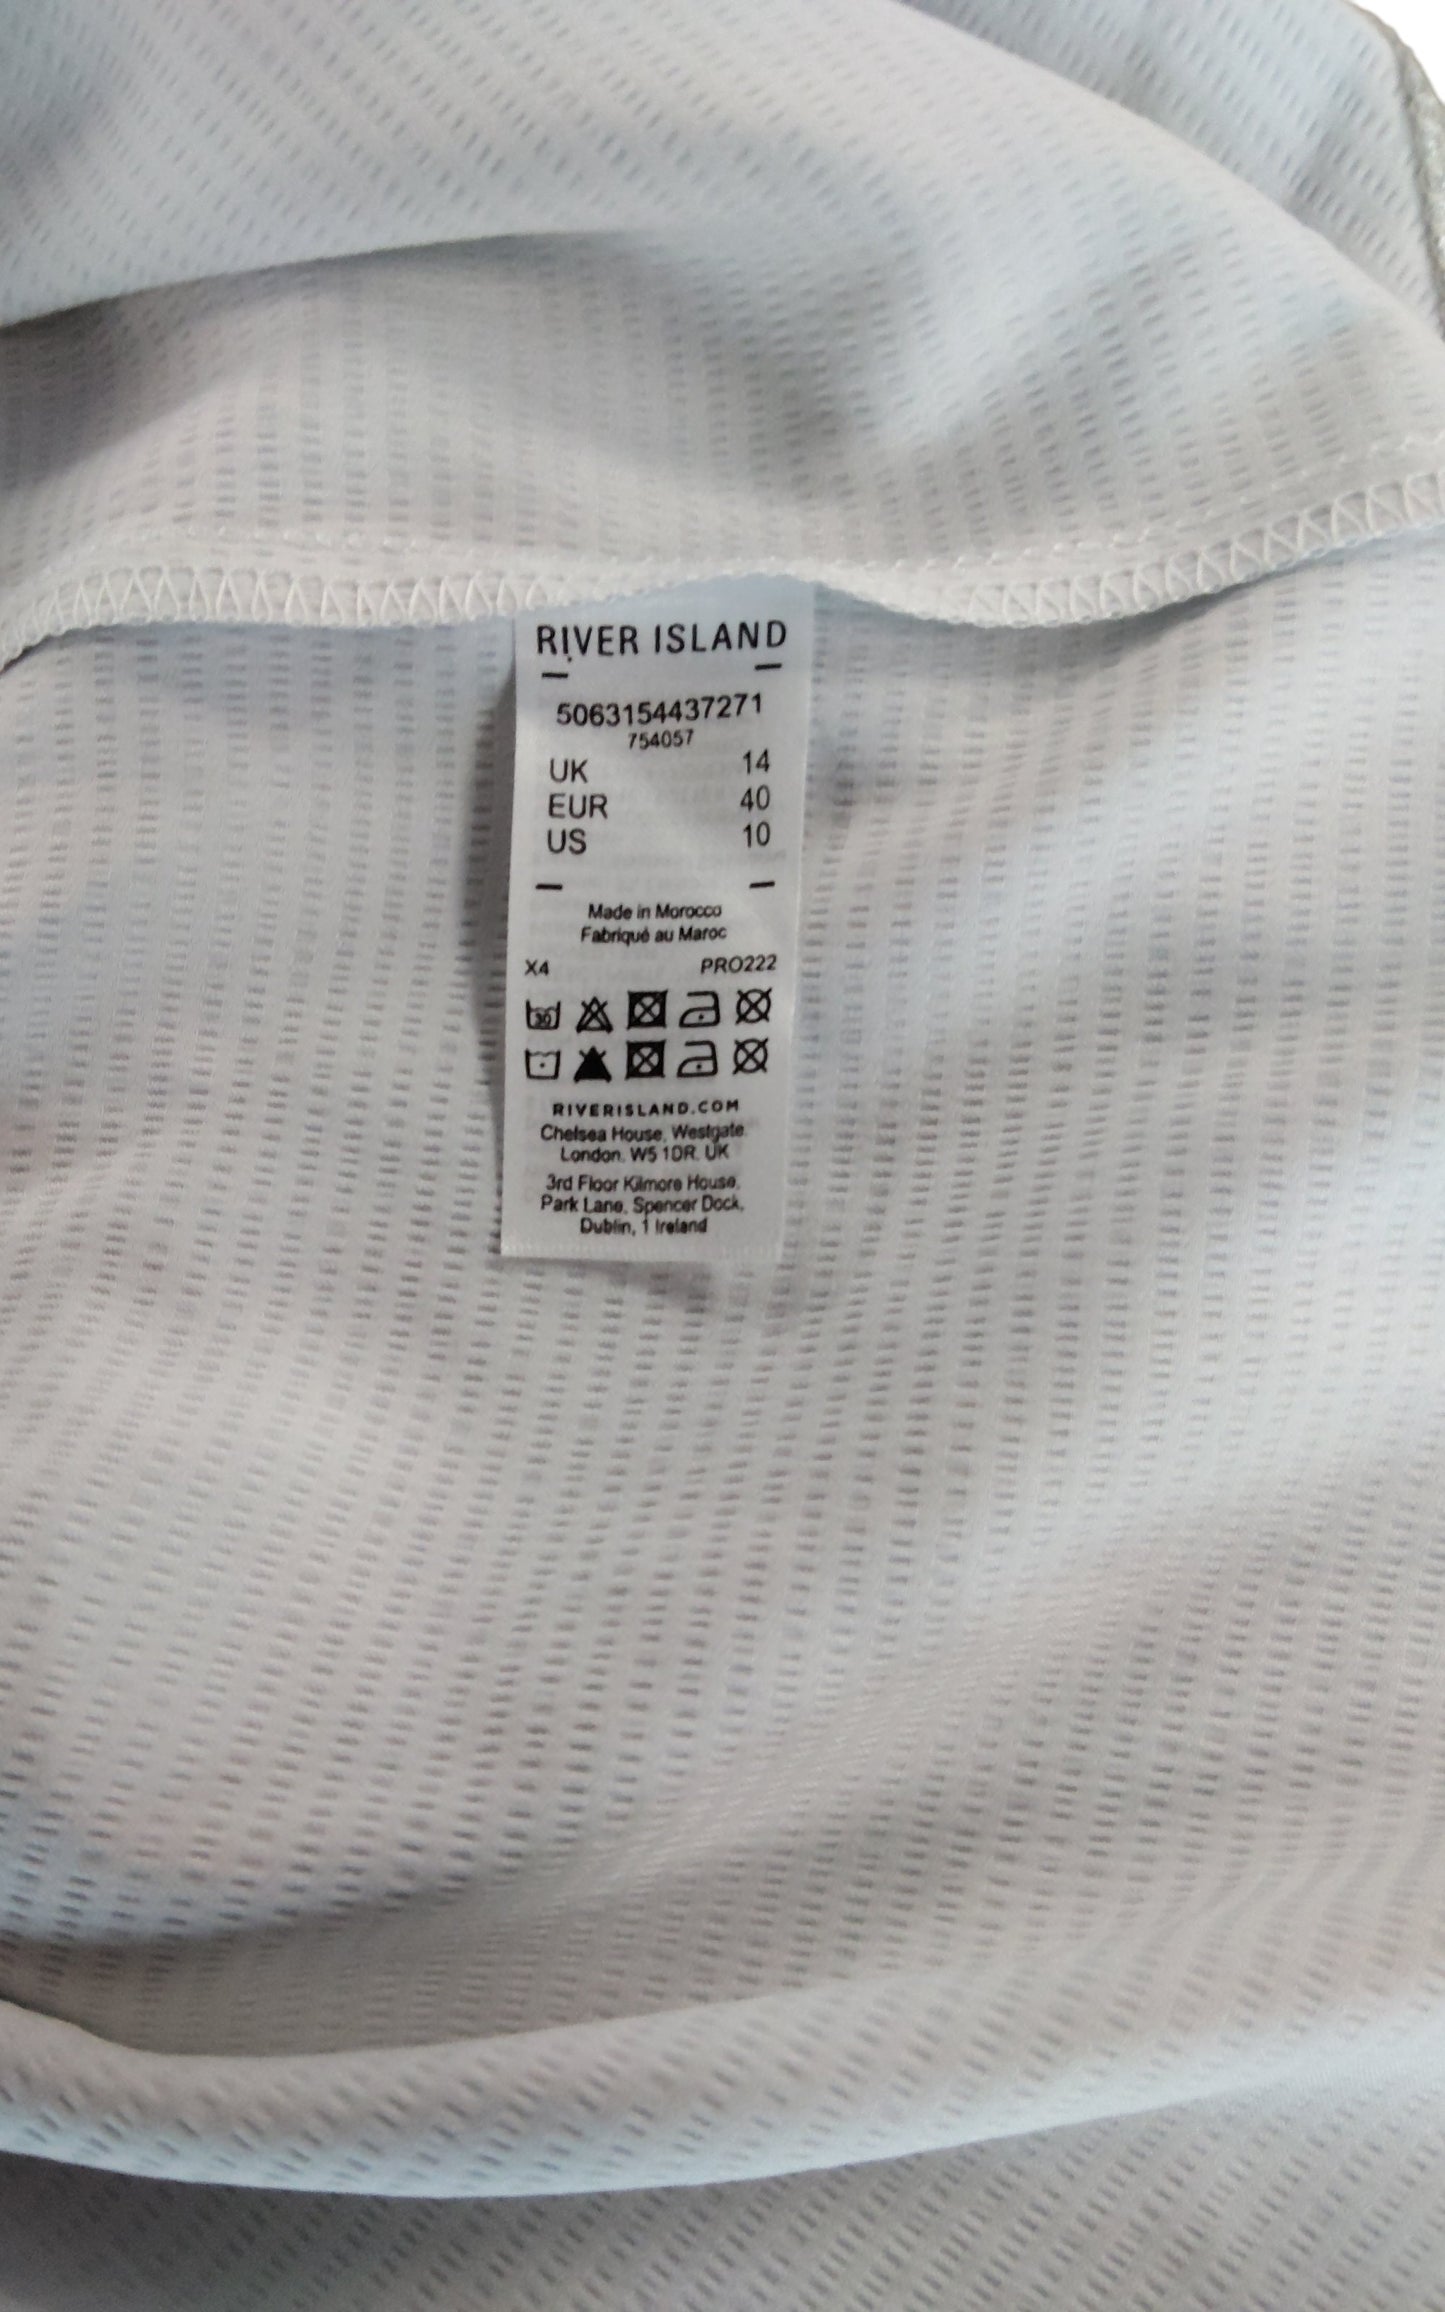 RIVER ISLAND
5063154437271
754057
UK 14
EUR 40
US 10
Made in Morocco
Fabriqué au Maroc
X4 PRO222
30
RIVERISLAND.COM
Chelsea House, Westgate
London, W5 1DR, UK
3rd Floor Kilmore House,
Park Lane, Spencer Dock,
Dublin, 1 Ireland